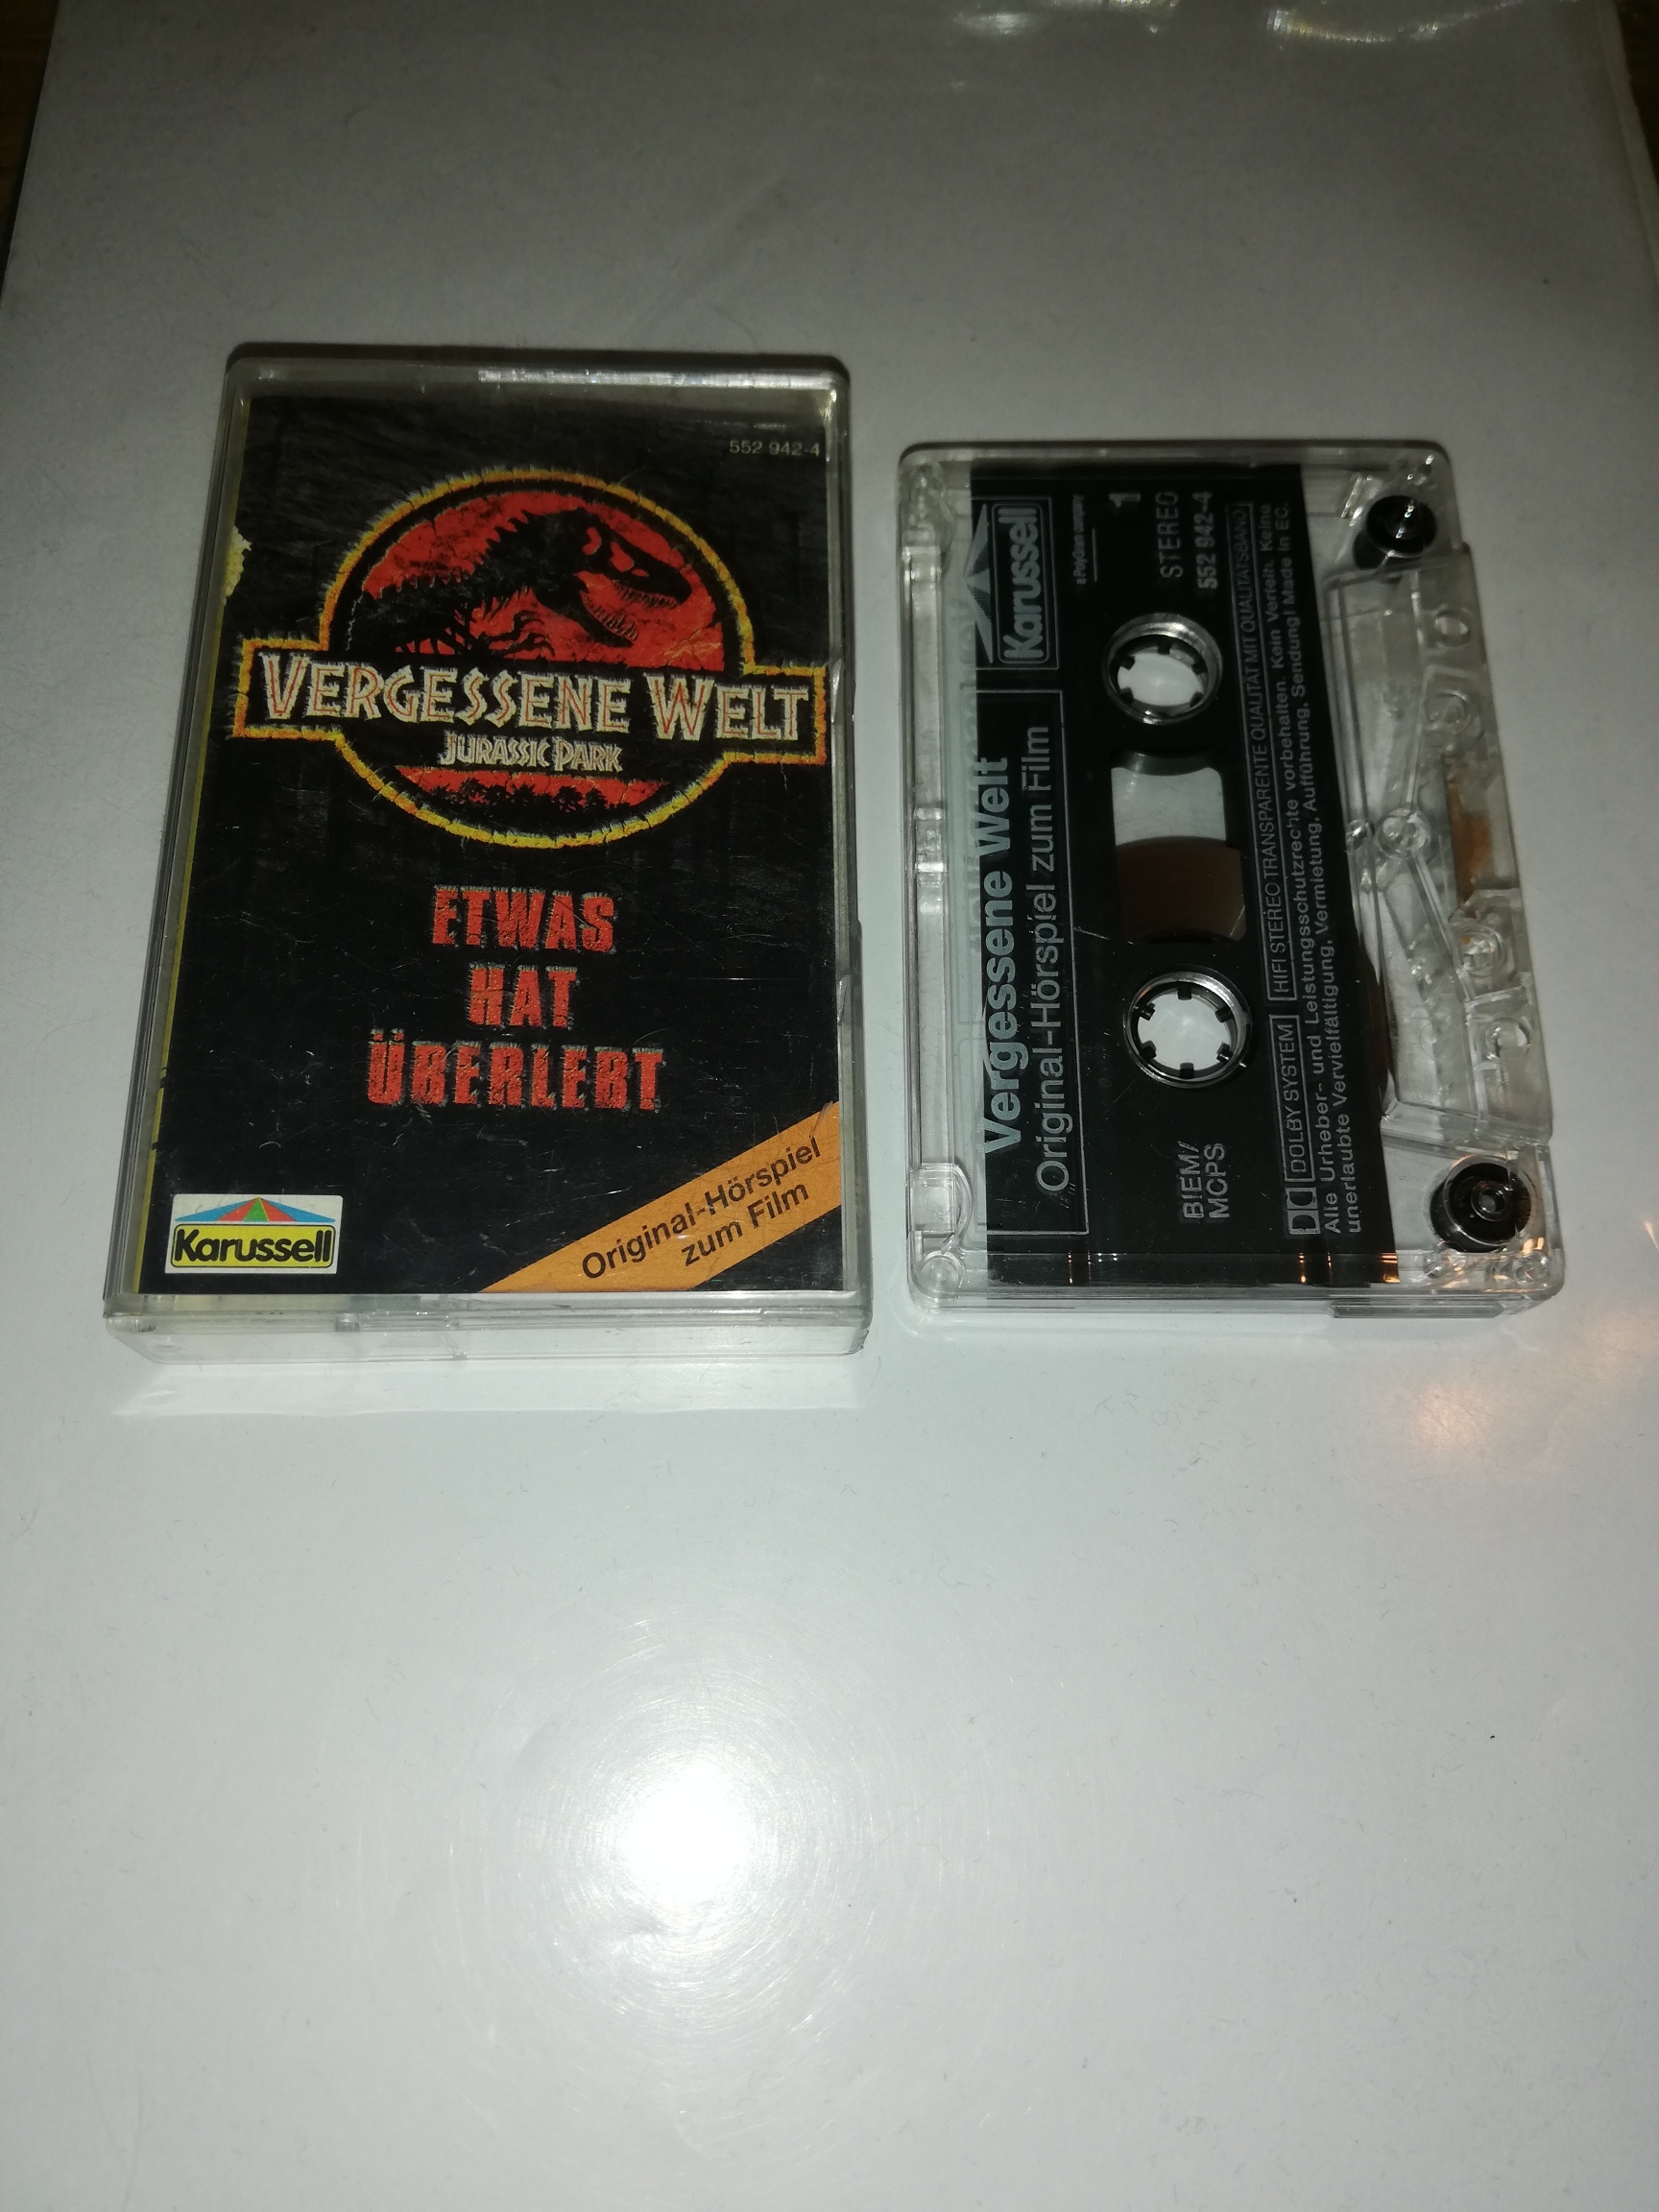 552 942-4
VERGESSENE WELT
JURASSIC PARK
ETWAS
HAT
ÜBERLEBT
Original-Hörspiel
zum Film
Karussell
Karussell
a PolyGram company
Vergessene Welt
Original-Hörspiel zum Film
1
STEREO
552 942-4
BIEM/
MCPS
DOLBY SYSTEM
HIFI STEREO TRANSPARENTE QUALITÄT MIT QUALITÄTSBAND
Alle Urheber- und Leistungsschutzrechte vorbehalten. Kein Verleih. Keine
unerlaubte Vervielfältigung, Vermietung, Aufführung, Sendung! Made in EC.